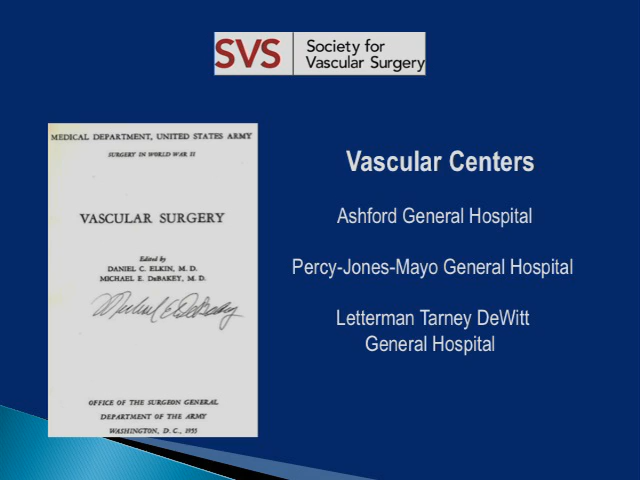 SVS
Society for
Vascular Surgery
MEDICAL DEPARTMENT, UNITED STATES ARMY
SURGERY IN WORLD WAR II
VASCULAR SURGERY
Edited by
DANIEL C. ELKIN, M. D.
MICHAEL E. DeBAKEY, M. D.
Michael E. DeBakey
OFFICE OF THE SURGEON GENERAL
DEPARTMENT OF THE ARMY
WASHINGTON, D. C., 1955
Vascular Centers
Ashford General Hospital
Percy-Jones-Mayo General Hospital
Letterman Tarney DeWitt
General Hospital